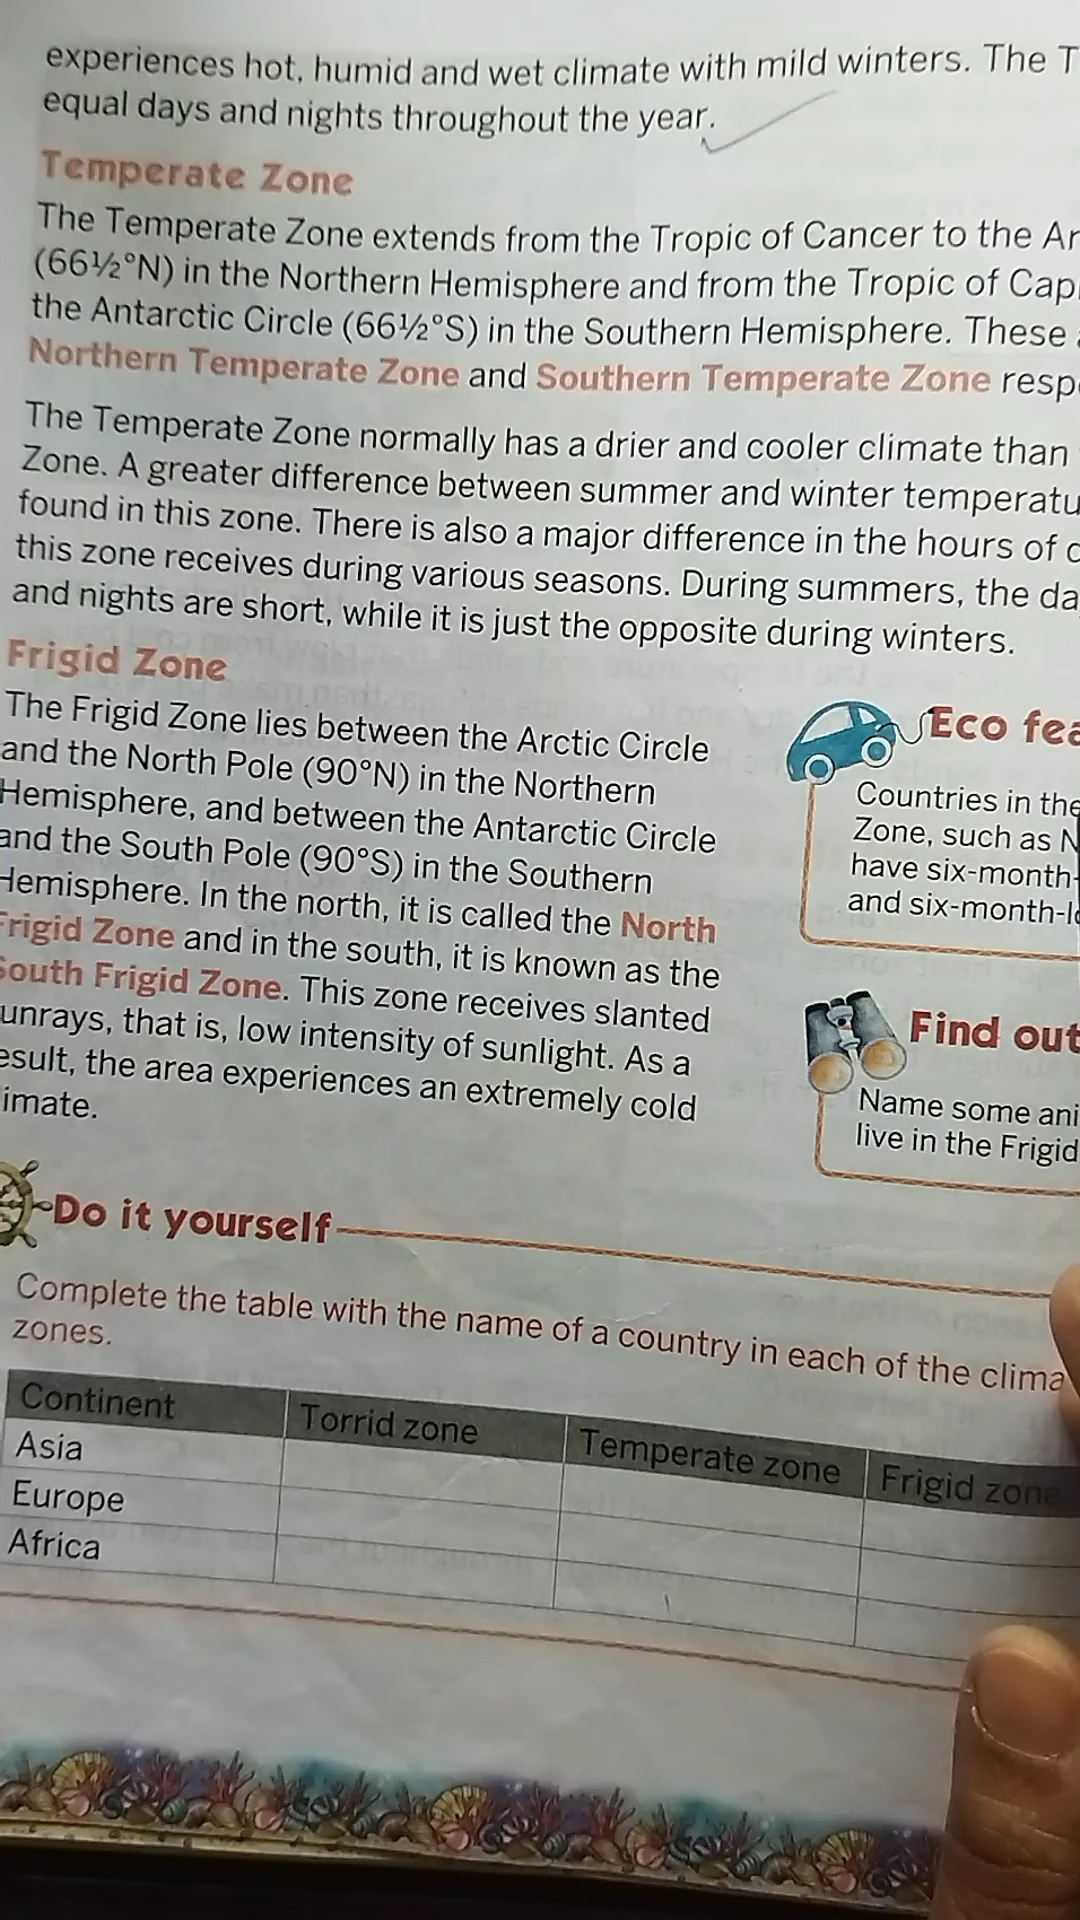 experiences hot, humid and wet climate with mild winters. The T
equal days and nights throughout the year.
Temperate Zone
The Temperate Zone extends from the Tropic of Cancer to the Ar
(66½°N) in the Northern Hemisphere and from the Tropic of Cap
the Antarctic Circle (66½°S) in the Southern Hemisphere. These
Northern Temperate Zone and Southern Temperate Zone resp
The Temperate Zone normally has a drier and cooler climate than
Zone. A greater difference between summer and winter temperatu
found in this zone. There is also a major difference in the hours of
this zone receives during various seasons. During summers, the da
and nights are short, while it is just the opposite during winters.
Frigid Zone
The Frigid Zone lies between the Arctic Circle
and the North Pole (90°N) in the Northern
Hemisphere, and between the Antarctic Circle
and the South Pole (90°S) in the Southern
Hemisphere. In the north, it is called the North
Frigid Zone and in the south, it is known as the
South Frigid Zone. This zone receives slanted
unrays, that is, low intensity of sunlight. As a
esult, the area experiences an extremely cold
imate.
Eco fea
Countries in the
Zone, such as N
have six-month-
and six-month-lo
Find out
Name some ani
live in the Frigid
Do it yourself
Complete the table with the name of a country in each of the clima
zones.
Continent Torrid zone Temperate zone Frigid zone
Asia
Europe
Africa